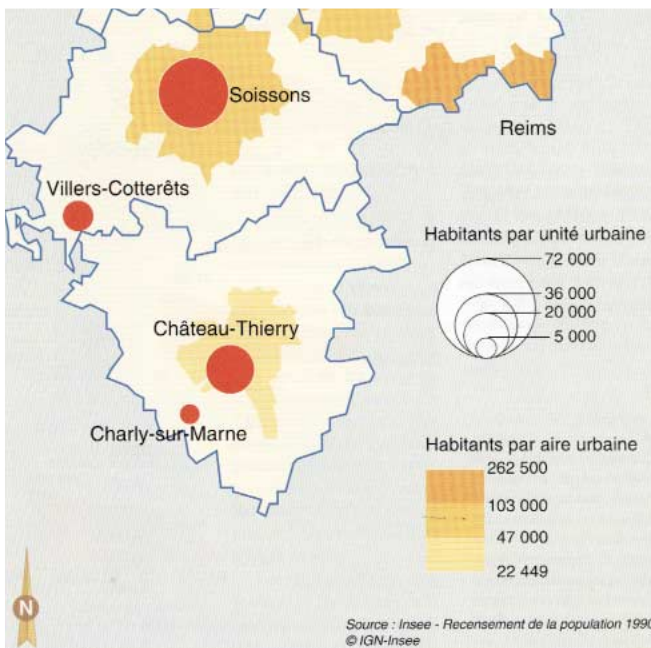 Soissons
Reims
Villers-Cotterêts
Habitants par unité urbaine
72 000
36 000
20 000
5 000
Château-Thierry
Charly-sur-Marne
Habitants par aire urbaine
262 500
103 000
47 000
22 449
N
Source : Insee - Recensement de la population 1990
© IGN-Insee